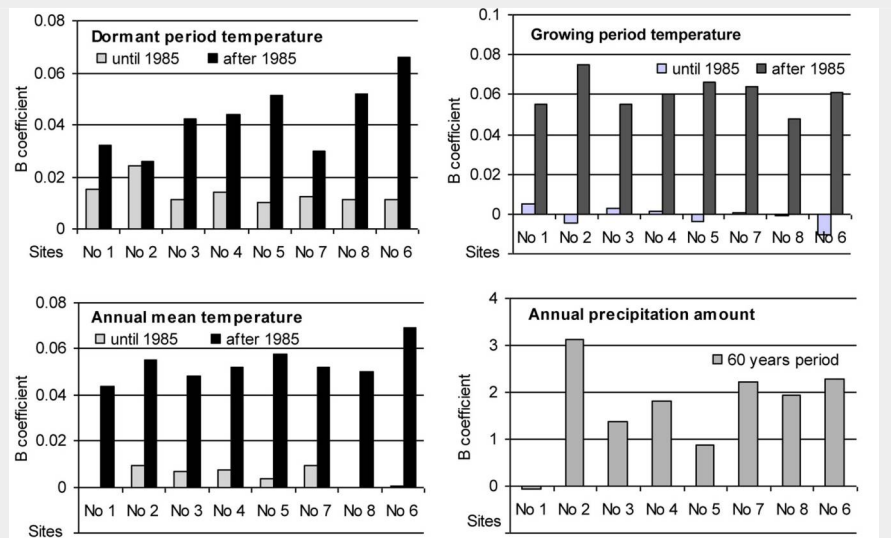 Dormant period temperature
until 1985 after 1985
B coefficient
0.08
0.06
0.04
0.02
0
Sites No 1 No 2 No 3 No 4 No 5 No 7 No 8 No 6
Growing period temperature
until 1985 after 1985
B coefficient
0.1
0.08
0.06
0.04
0.02
0
Sites No 1 No 2 No 3 No 4 No 5 No 7 No 8 No 6
Annual mean temperature
until 1985 after 1985
B coefficient
0.08
0.06
0.04
0.02
0
No 1 No 2 No 3 No 4 No 5 No 7 No 8 No 6
Sites
Annual precipitation amount
60 years period
B coefficient
4
3
2
1
0
No 1 No 2 No 3 No 4 No 5 No 7 No 8 No 6
Sites